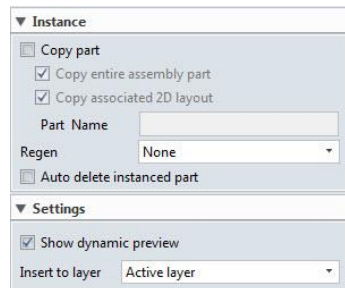 Instance
Copy part
Copy entire assembly part
Copy associated 2D layout
Part Name
Regen None
Auto delete instanced part
Settings
Show dynamic preview
Insert to layer Active layer